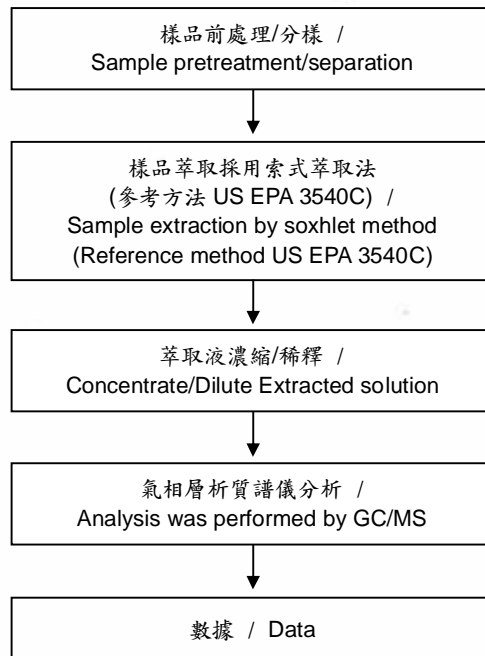 樣品前處理/分樣 /
Sample pretreatment/separation
樣品萃取採用索式萃取法
(參考方法 US EPA 3540C) /
Sample extraction by soxhlet method
(Reference method US EPA 3540C)
萃取液濃縮/稀釋 /
Concentrate/Dilute Extracted solution
氣相層析質譜儀分析 /
Analysis was performed by GC/MS
數據 / Data